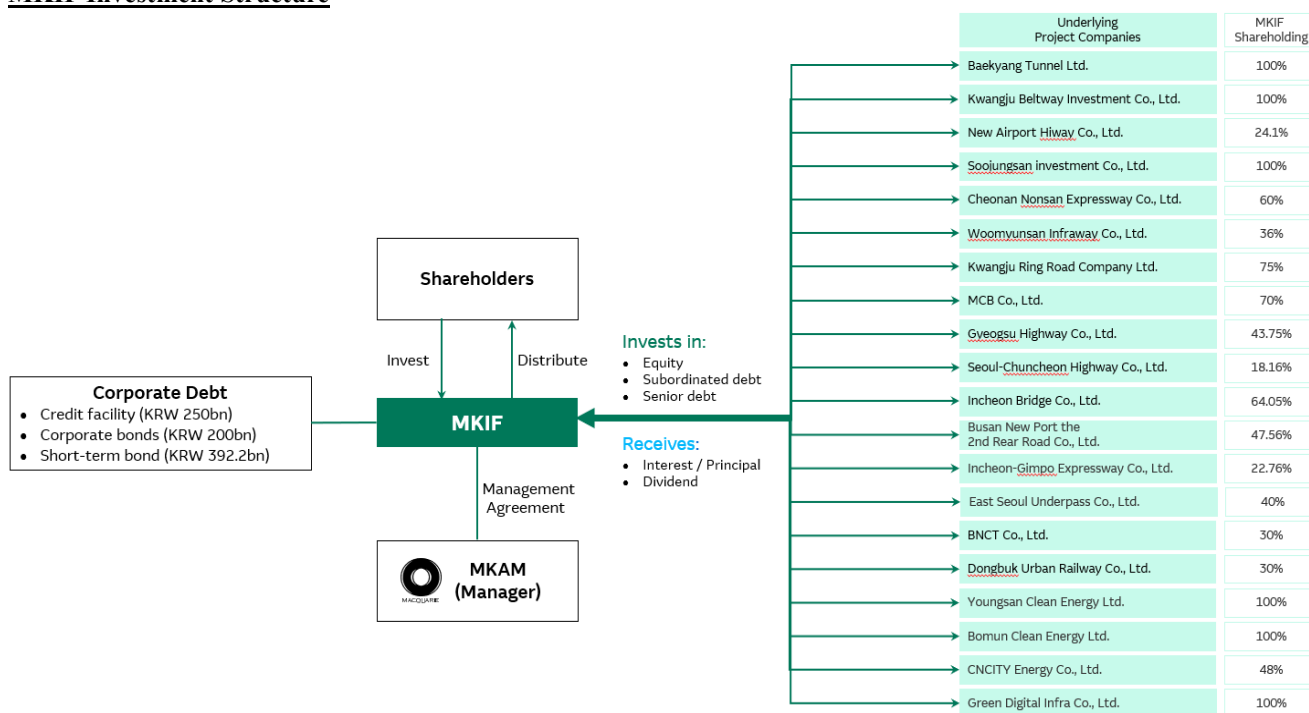 MKIF Investment Structure
Underlying
Project Companies
MKIF
Shareholding
Baekyang Tunnel Ltd.
100%
Kwangju Beltway Investment Co., Ltd.
100%
New Airport Hiway Co., Ltd.
24.1%
Soojungsan investment Co., Ltd.
100%
Cheonan Nonsan Expressway Co., Ltd.
60%
Woomyunsan Infraway Co., Ltd.
36%
Kwangju Ring Road Company Ltd.
75%
MCB Co., Ltd.
70%
Gyeogsu Highway Co., Ltd.
43.75%
Seoul-Chuncheon Highway Co., Ltd.
18.16%
Incheon Bridge Co., Ltd.
64.05%
Busan New Port the
2nd Rear Road Co., Ltd.
47.56%
Incheon-Gimpo Expressway Co., Ltd.
22.76%
East Seoul Underpass Co., Ltd.
40%
BNCT Co., Ltd.
30%
Dongbuk Urban Railway Co., Ltd.
30%
Youngsan Clean Energy Ltd.
100%
Bomun Clean Energy Ltd.
100%
CNCITY Energy Co., Ltd.
48%
Green Digital Infra Co., Ltd.
100%
Shareholders
Invest
Distribute
Corporate Debt
• Credit facility (KRW 250bn)
• Corporate bonds (KRW 200bn)
• Short-term bond (KRW 392.2bn)
MKIF
Invests in:
• Equity
• Subordinated debt
• Senior debt
Receives:
• Interest / Principal
• Dividend
Management
Agreement
MACQUARIE
MKAM
(Manager)